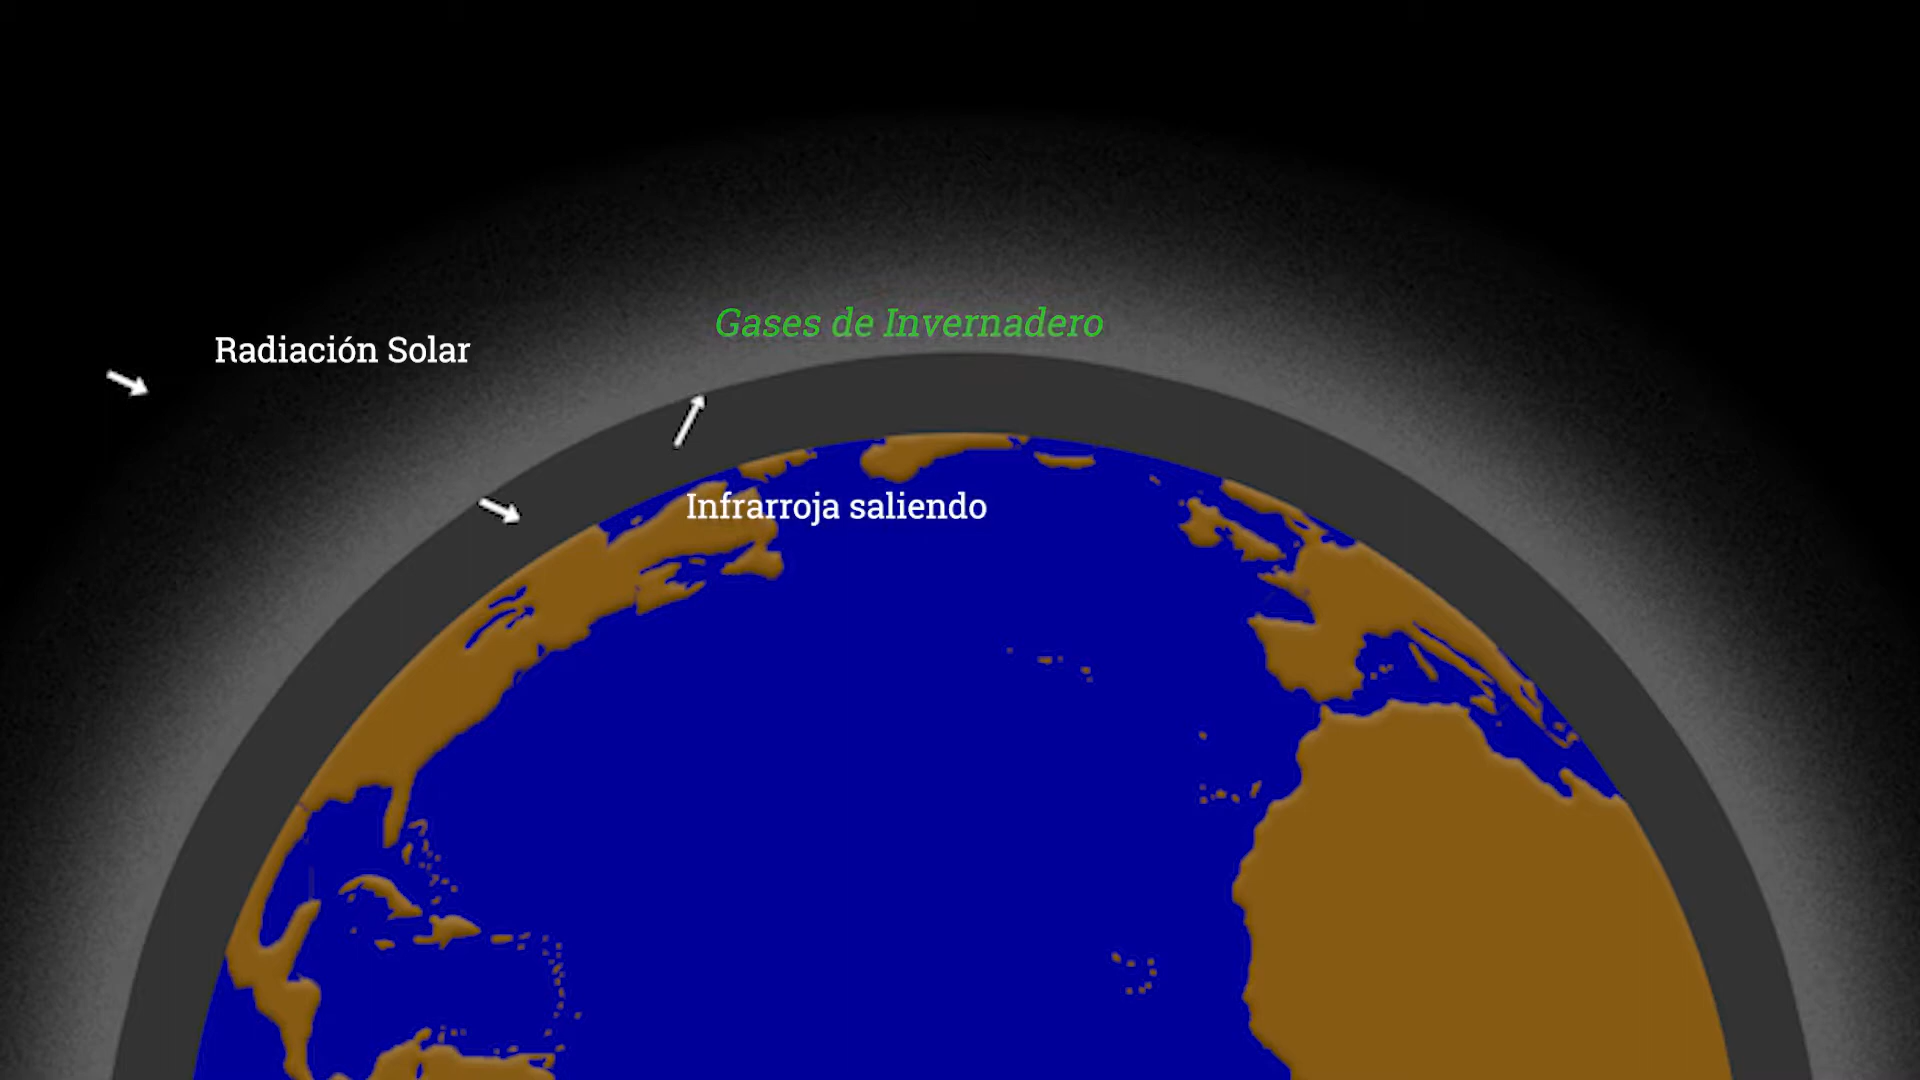 Gases de Invernadero
Radiación Solar
Infrarroja saliendo